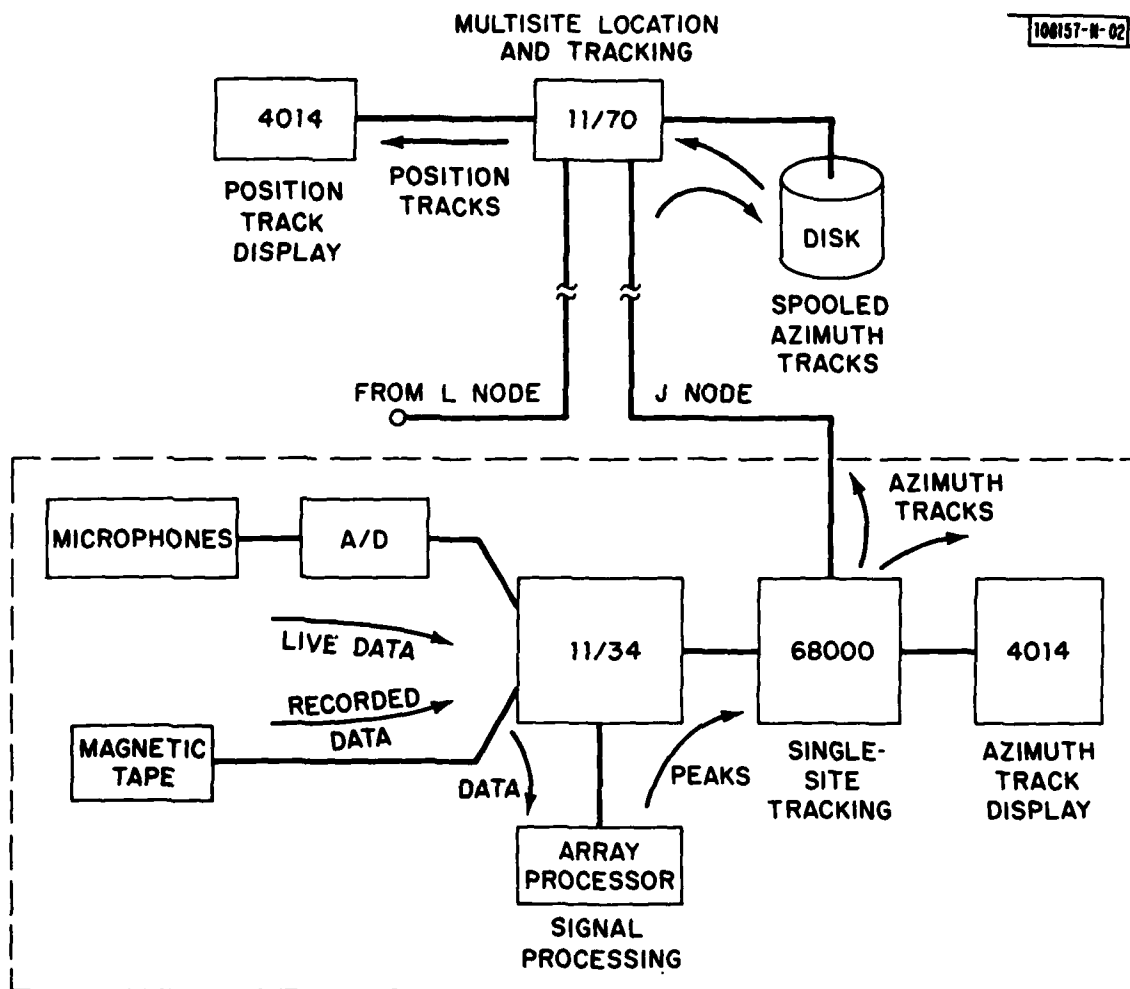 MULTISITE LOCATION
AND TRACKING
108157-N-02
4014
11/70
POSITION
TRACKS
POSITION
TRACK
DISPLAY
DISK
SPOOLED
AZIMUTH
TRACKS
FROM L NODE
J NODE
AZIMUTH
TRACKS
MICROPHONES
A/D
LIVE DATA
11/34
68000
4014
RECORDED
DATA
MAGNETIC
TAPE
DATA
PEAKS
SINGLE-
SITE
TRACKING
AZIMUTH
TRACK
DISPLAY
ARRAY
PROCESSOR
SIGNAL
PROCESSING